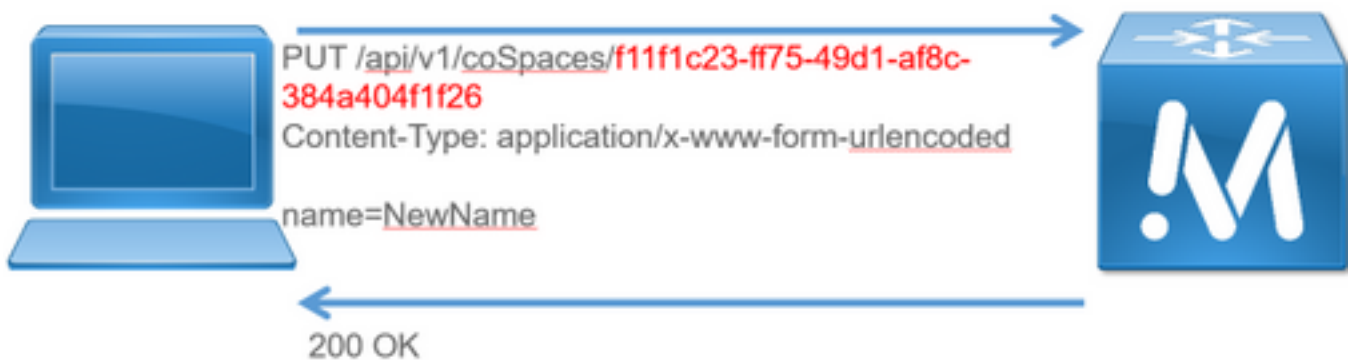 PUT /api/v1/coSpaces/f11f1c23-ff75-49d1-af8c-
384a404f1f26
Content-Type: application/x-www-form-urlencoded
name=NewName
200 OK